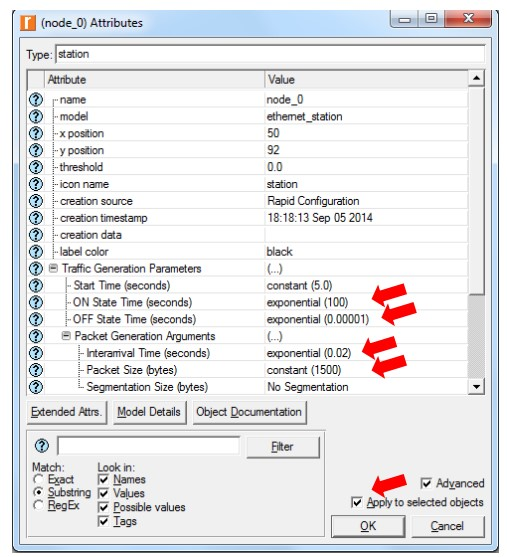 (node_0) Attributes
Type: station
Attribute Value
name node_0
model ethernet_station
x position 50
y position 92
threshold 0.0
icon name station
creation source Rapid Configuration
creation timestamp 18:18:13 Sep 05 2014
creation data
label color black
Traffic Generation Parameters (...)
Start Time (seconds) constant (5.0)
ON State Time (seconds) exponential (100)
OFF State Time (seconds) exponential (0.00001)
Packet Generation Arguments (...)
Interarrival Time (seconds) exponential (0.02)
Packet Size (bytes) constant (1500)
Segmentation Size (bytes) No Segmentation
Extended Attrs. Model Details Object Documentation
Filter
Match: Look in:
Exact Names
Substring Values
RegEx Possible values
Tags
Advanced
Apply to selected objects
OK Cancel